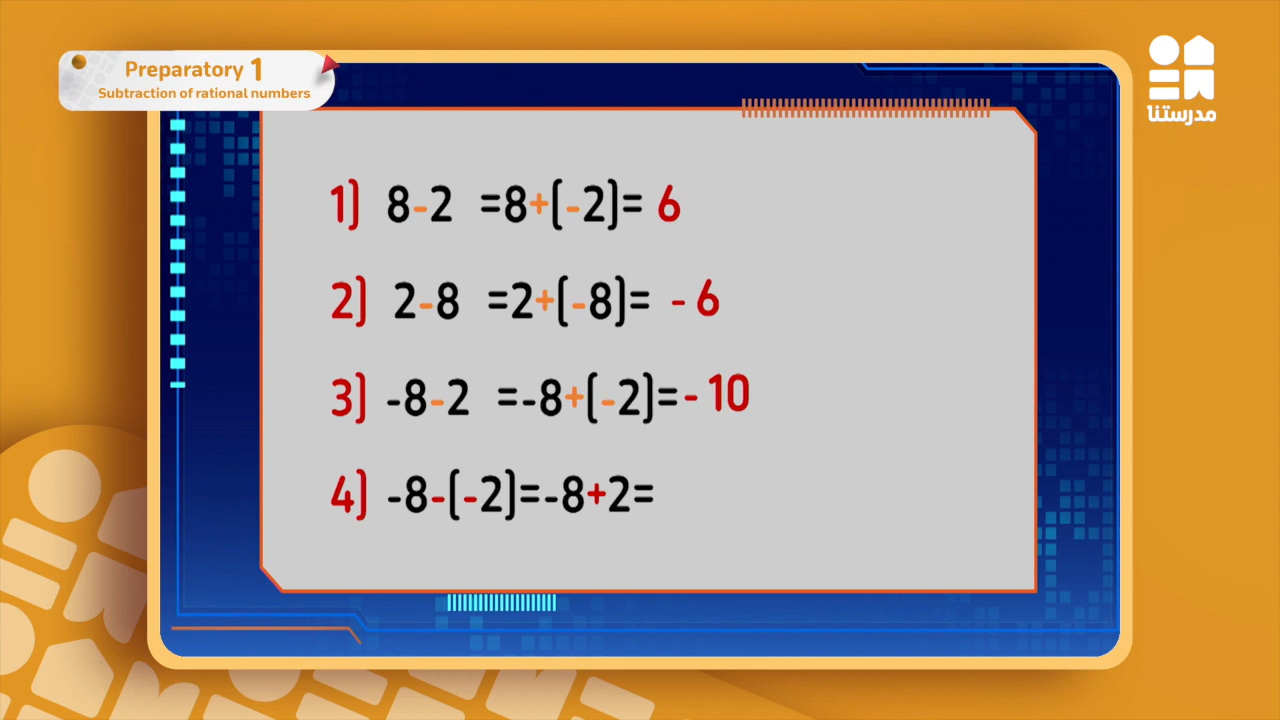 Preparatory 1
Subtraction of rational numbers
مدرستنا
1) 8-2 =8+(-2)= 6
2) 2-8 =2+(-8)= - 6
3) -8-2 =-8+(-2)= - 10
4) -8-(-2)=-8+2=